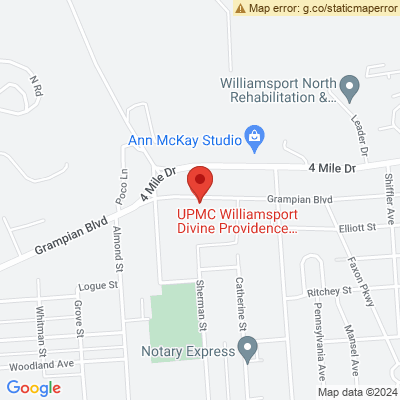 Map error: g.co/staticmaperror
N Rd
Williamsport North
Rehabilitation &...
Leader Dr
Ann McKay Studio
4 Mile Dr
4 Mile Dr
Poco Ln
Shiffler Ave
Grampian Blvd
UPMC Williamsport
Divine Providence...
Elliott St
Grampian Blvd
Almond St
Faxon Pkwy
Logue St
Ritchey St
Sherman St
Catherine St
Whitman St
Grove St
Pennsylvania Ave
Mansel Ave
Notary Express
Woodland Ave
Google
Map data ©2024